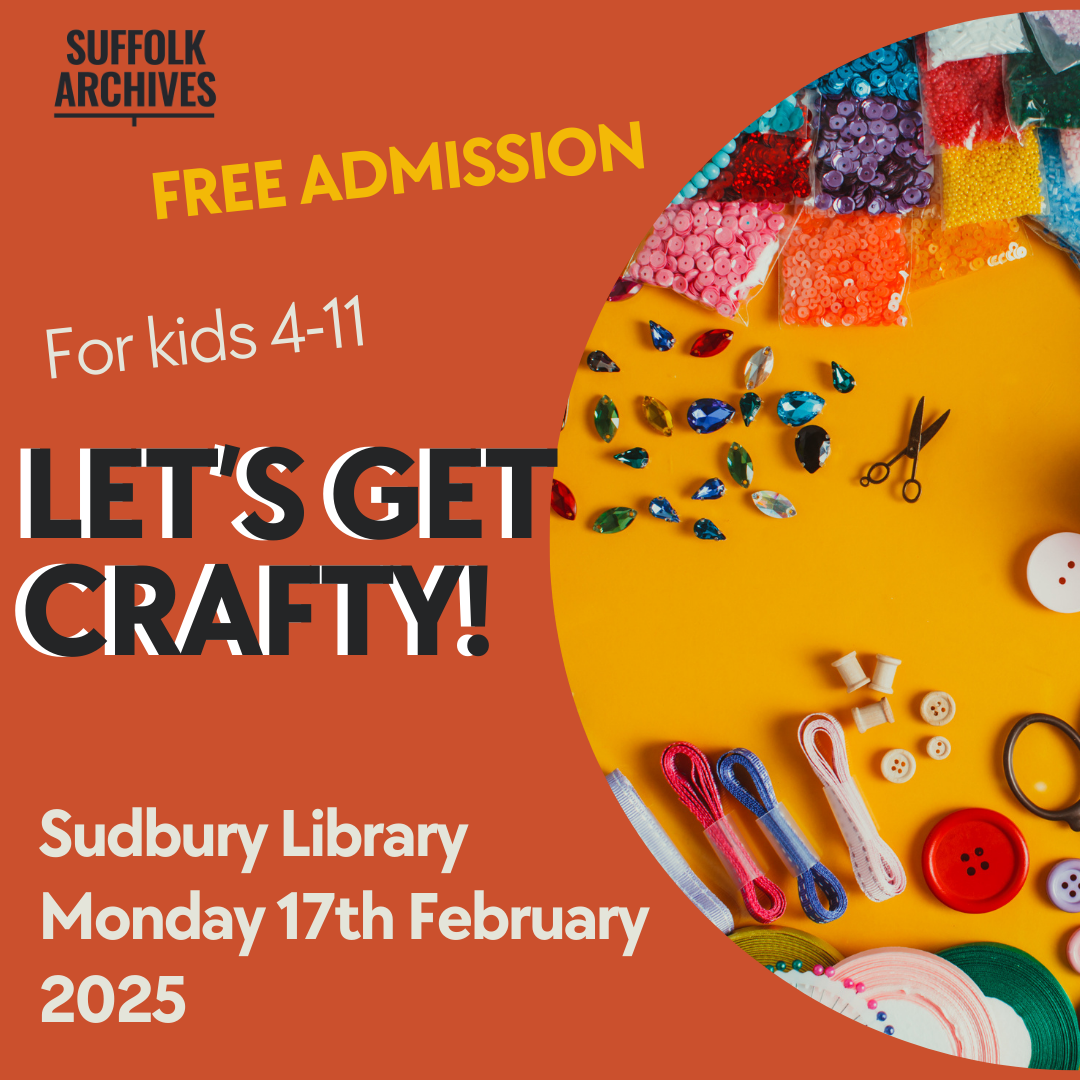 SUFFOLK
ARCHIVES
FREE ADMISSION
For kids 4-11
LET'S GET
CRAFTY!
Sudbury Library
Monday 17th February
2025